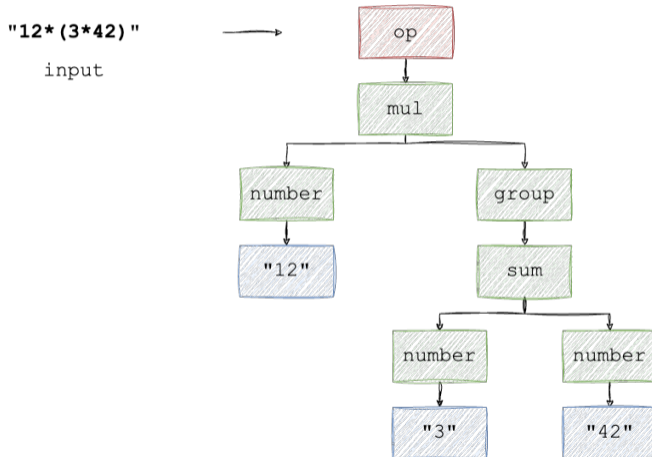 "12*(3*42)"
input
op
mul
number
group
"12"
sum
number
number
"3"
"42"